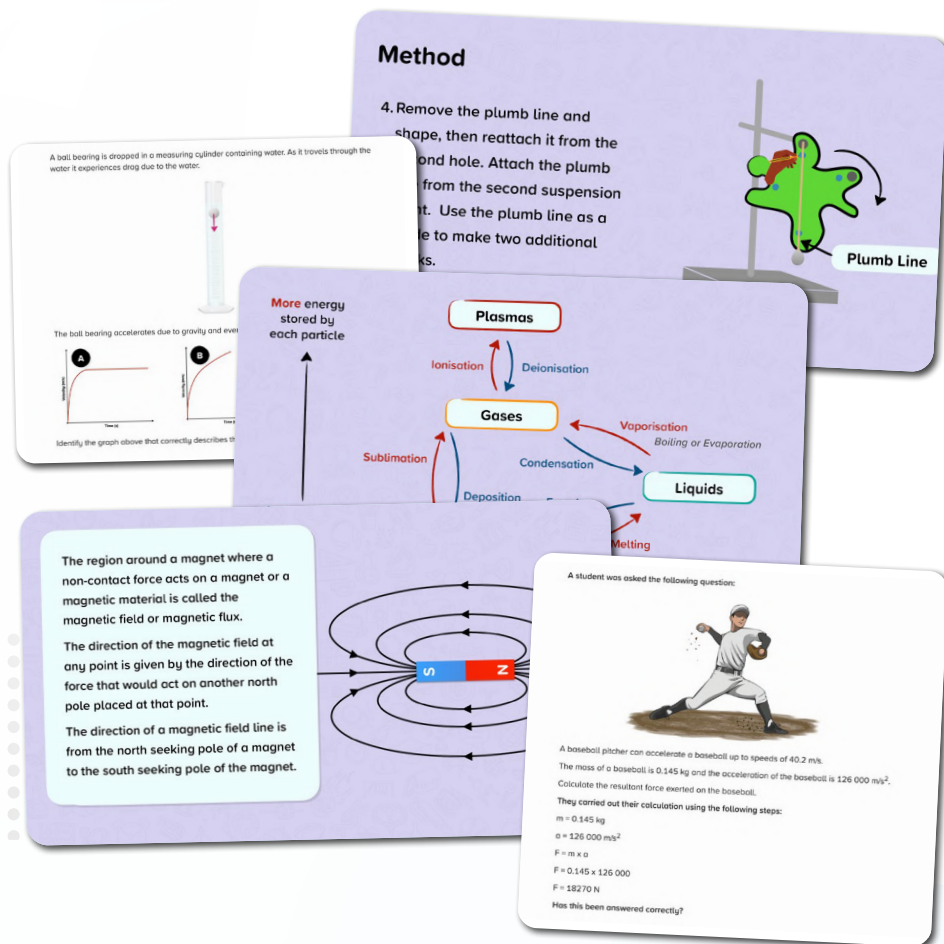 Method
4. Remove the plumb line and
shape, then reattach it from the
ond hole. Attach the plumb
from the second suspension
t. Use the plumb line as a
e to make two additional
ks.
Plumb Line
A ball bearing is dropped in a measuring cylinder containing water. As it travels through the
water it experiences drag due to the water.
The ball bearing accelerates due to gravity and even
A
B
Velocity (m/s)
Time (s)
Identify the graph above that correctly describes th
More energy
stored by
each particle
Plasmas
Ionisation
Deionisation
Gases
Vaporisation
Boiling or Evaporation
Sublimation
Condensation
Liquids
Deposition
Melting
The region around a magnet where a
non-contact force acts on a magnet or a
magnetic material is called the
magnetic field or magnetic flux.
The direction of the magnetic field at
any point is given by the direction of the
force that would act on another north
pole placed at that point.
The direction of a magnetic field line is
from the north seeking pole of a magnet
to the south seeking pole of the magnet.
S
N
A student was asked the following question:
A baseball pitcher can accelerate a baseball up to speeds of 40.2 m/s.
The mass of a baseball is 0.145 kg and the acceleration of the baseball is 126 000 m/s².
Calculate the resultant force exerted on the baseball.
They carried out their calculation using the following steps:
m = 0.145 kg
a = 126 000 m/s²
F = m x a
F = 0.145 x 126 000
F = 18270 N
Has this been answered correctly?